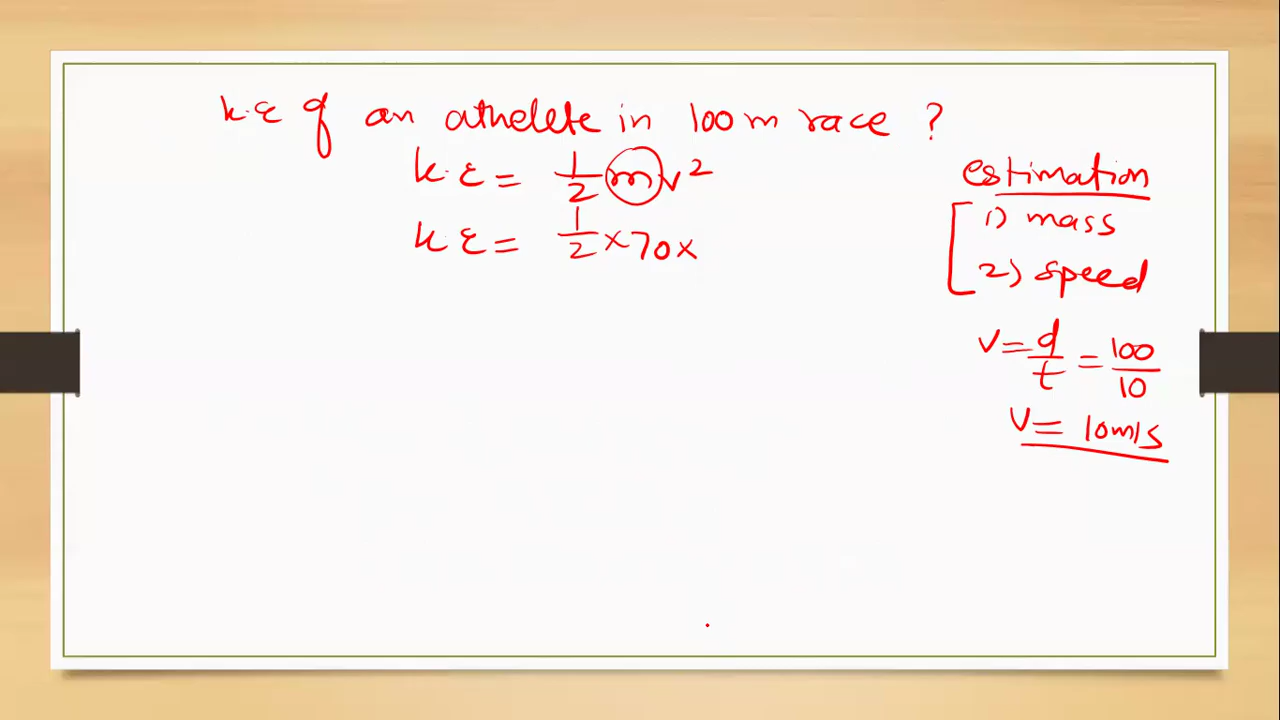 k.ε of an athelete in 100m race ?
k.ε = 1/2 m v²
k.ε = 1/2 × 70 ×
estimation
1) mass
2) speed
v = d/t = 100/10
v = 10m/s